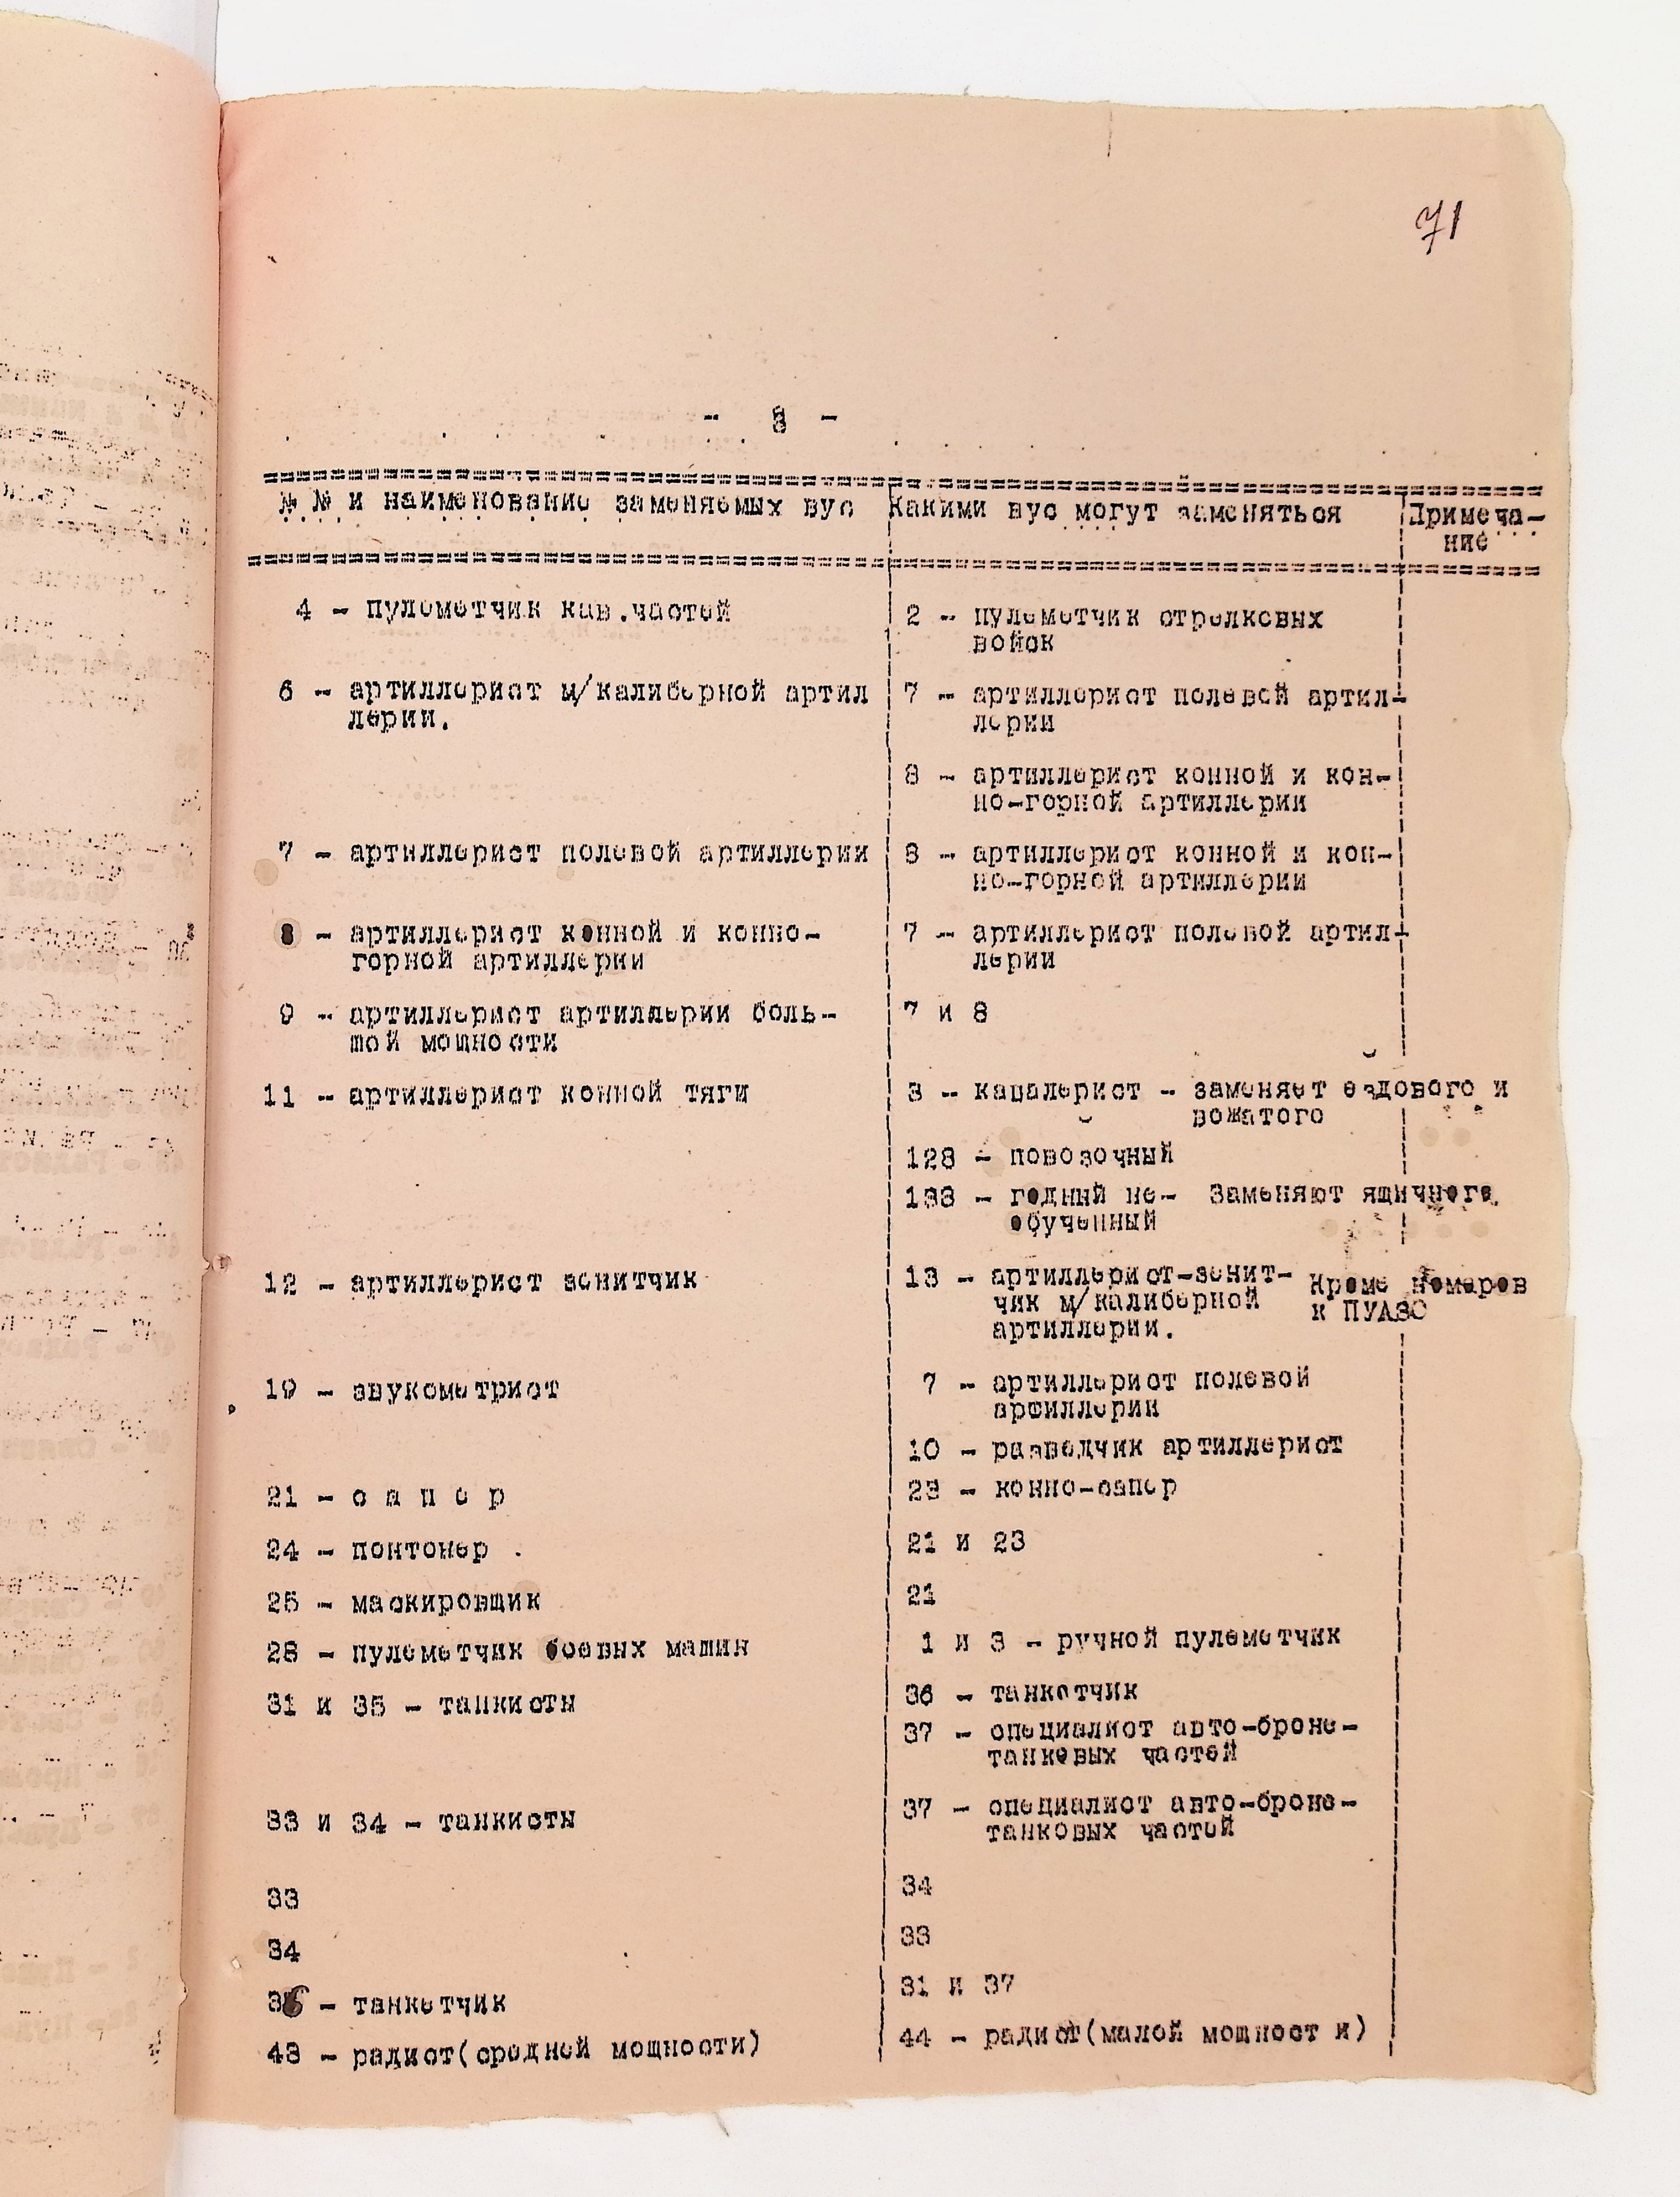 71
- 3 -
№ № и наименование заменяемых вус Какими вус могут заменяться Примеча-
ние
4 - пулеметчик кав.частей 2 - пулеметчик стрелковых
войск
6 - артиллерист м/калиберной артил 7 - артиллерист полевой артил-
лерии. лерии
8 - артиллерист конной и кон-
но-горной артиллерии
7 - артиллерист полевой артиллерии 8 - артиллерист конной и кон-
но-горной артиллерии
8 - артиллерист конной и конно- 7 - артиллерист полевой артил-
горной артиллерии лерии
9 - артиллерист артиллерии боль- 7 и 8
шой мощности
11 - артиллерист конной тяги 3 - кавалерист - заменяет ездового и
вожатого
128 - повозочный
133 - годный не- Заменяют ящичного
обученный
12 - артиллерист зенитчик 13 - артиллерист-зенит- Кроме номеров
чик м/калиберной к ПУАЗО
артиллерии.
19 - звукометрист 7 - артиллерист полевой
арфиллерии
10 - разведчик артиллерист
21 - с а п е р 23 - конно-сапер
24 - понтонер . 21 и 23
25 - маскировщик 21
28 - пулеметчик боевых машин 1 и 3 - ручной пулеметчик
31 и 35 - танкисты 36 - танкетчик
37 - специалист авто-броне-
танковых частей
33 и 34 - танкисты 37 - специалист авто-броне-
танковых частей
33 34
34 33
36 - танкетчик 31 и 37
43 - радист(средней мощности) 44 - радист(малой мощност и)